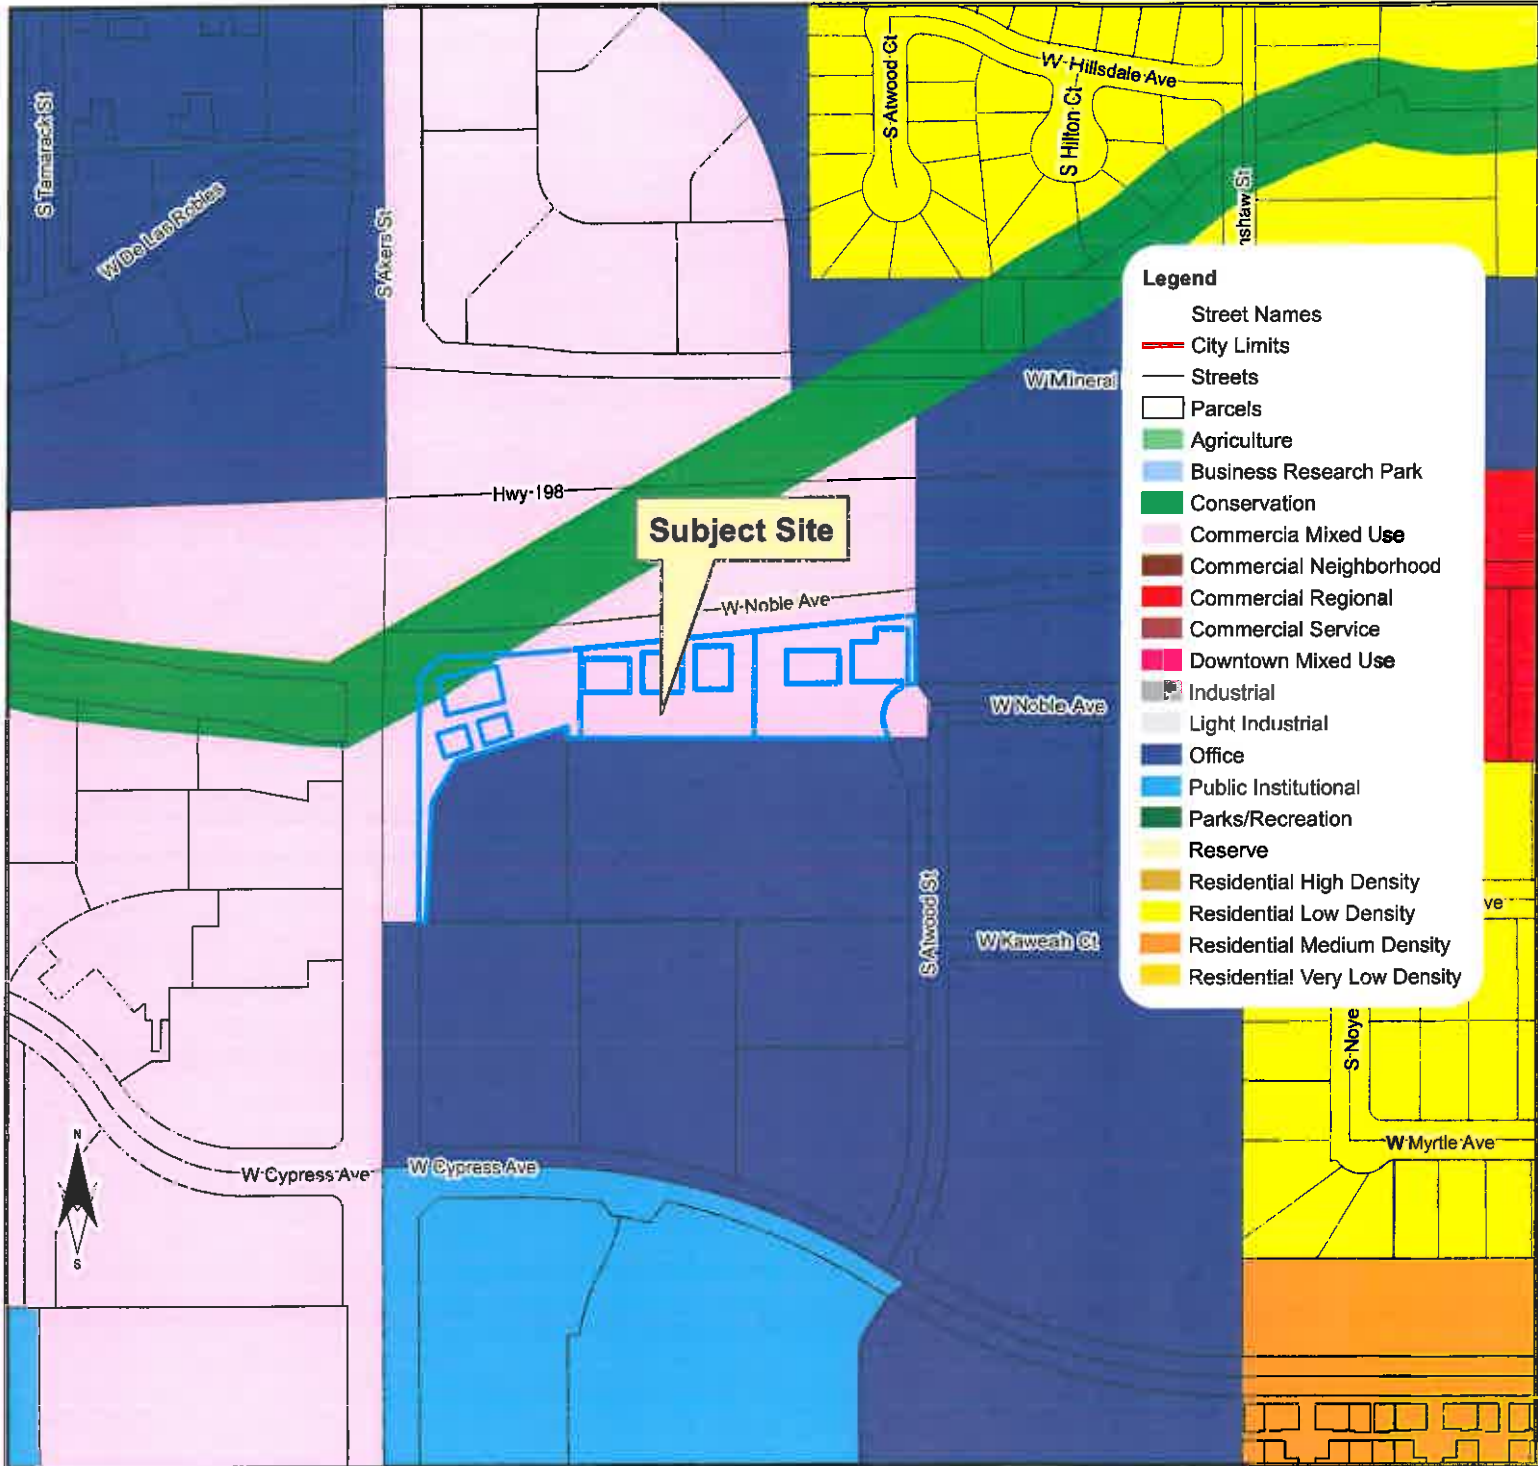 S Tamarack St
W De Las Robles
S Akers St
S Atwood Ct
W Hillsdale Ave
S Hilton Ct
nshaw St
W Mineral
Hwy 198
Subject Site
W Noble Ave
W Noble Ave
S Atwood St
W Kaweah Ct
ve
S Noye
W Myrtle Ave
W Cypress Ave
W Cypress Ave
N
S
Legend
Street Names
City Limits
Streets
Parcels
Agriculture
Business Research Park
Conservation
Commercia Mixed Use
Commercial Neighborhood
Commercial Regional
Commercial Service
Downtown Mixed Use
Industrial
Light Industrial
Office
Public Institutional
Parks/Recreation
Reserve
Residential High Density
Residential Low Density
Residential Medium Density
Residential Very Low Density